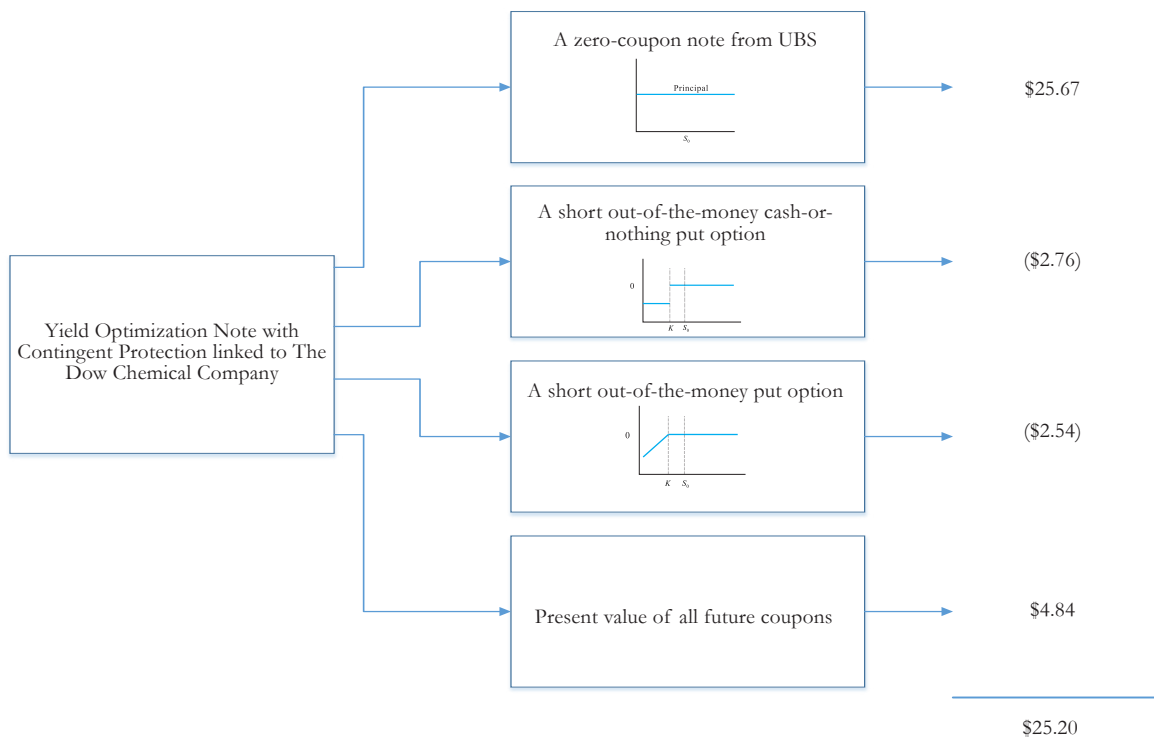 A zero-coupon note from UBS
Principal
S₀
$25.67
A short out-of-the-money cash-or-
nothing put option
0
K
S₀
($2.76)
Yield Optimization Note with
Contingent Protection linked to The
Dow Chemical Company
A short out-of-the-money put option
0
K
S₀
($2.54)
Present value of all future coupons
$4.84
$25.20